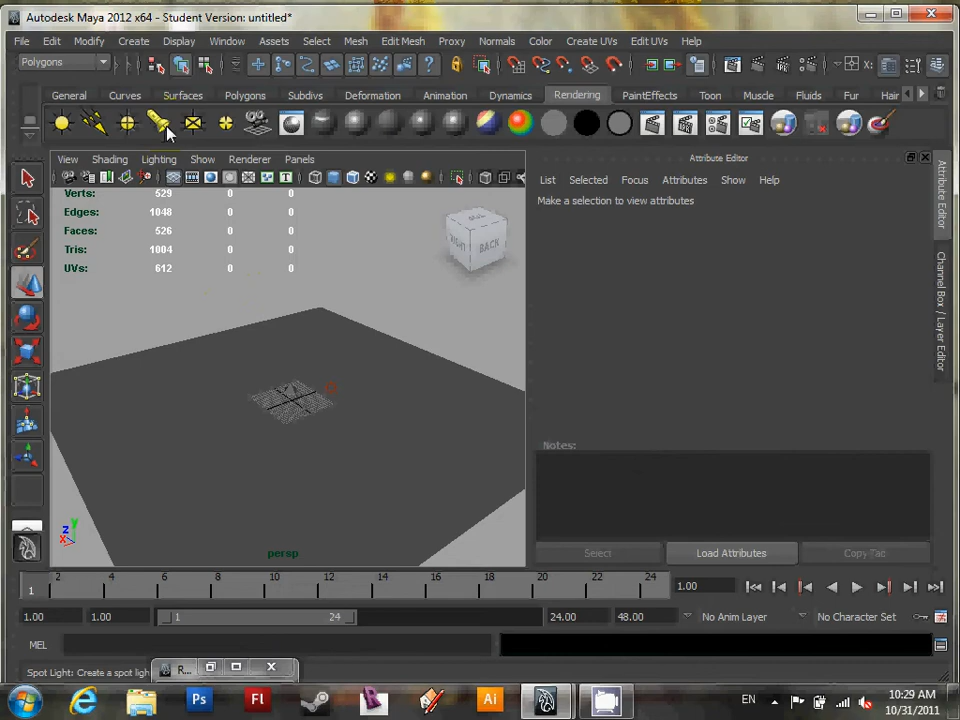 Autodesk Maya 2012 x64 - Student Version: untitled*
File Edit Modify Create Display Window Assets Select Mesh Edit Mesh Proxy Normals Color Create UVs Edit UVs Help
Polygons
X:
General Curves Surfaces Polygons Subdivs Deformation Animation Dynamics Rendering PaintEffects Toon Muscle Fluids Fur Hair
View Shading Lighting Show Renderer Panels
Attribute Editor
List Selected Focus Attributes Show Help
Make a selection to view attributes
Verts: 529 0 0
Edges: 1048 0 0
Faces: 526 0 0
Tris: 1004 0 0
UVs: 612 0 0
RIGHT BACK
persp
Attribute Editor
Channel Box / Layer Editor
Notes:
Select Load Attributes Copy Tab
1 2 4 6 8 10 12 14 16 18 20 22 24 1.00
1.00 1.00 1 24 24.00 48.00 No Anim Layer No Character Set
MEL
Spot Light: Create a spot ligh
R...
Ps Fl Ai EN 10:29 AM
10/31/2011